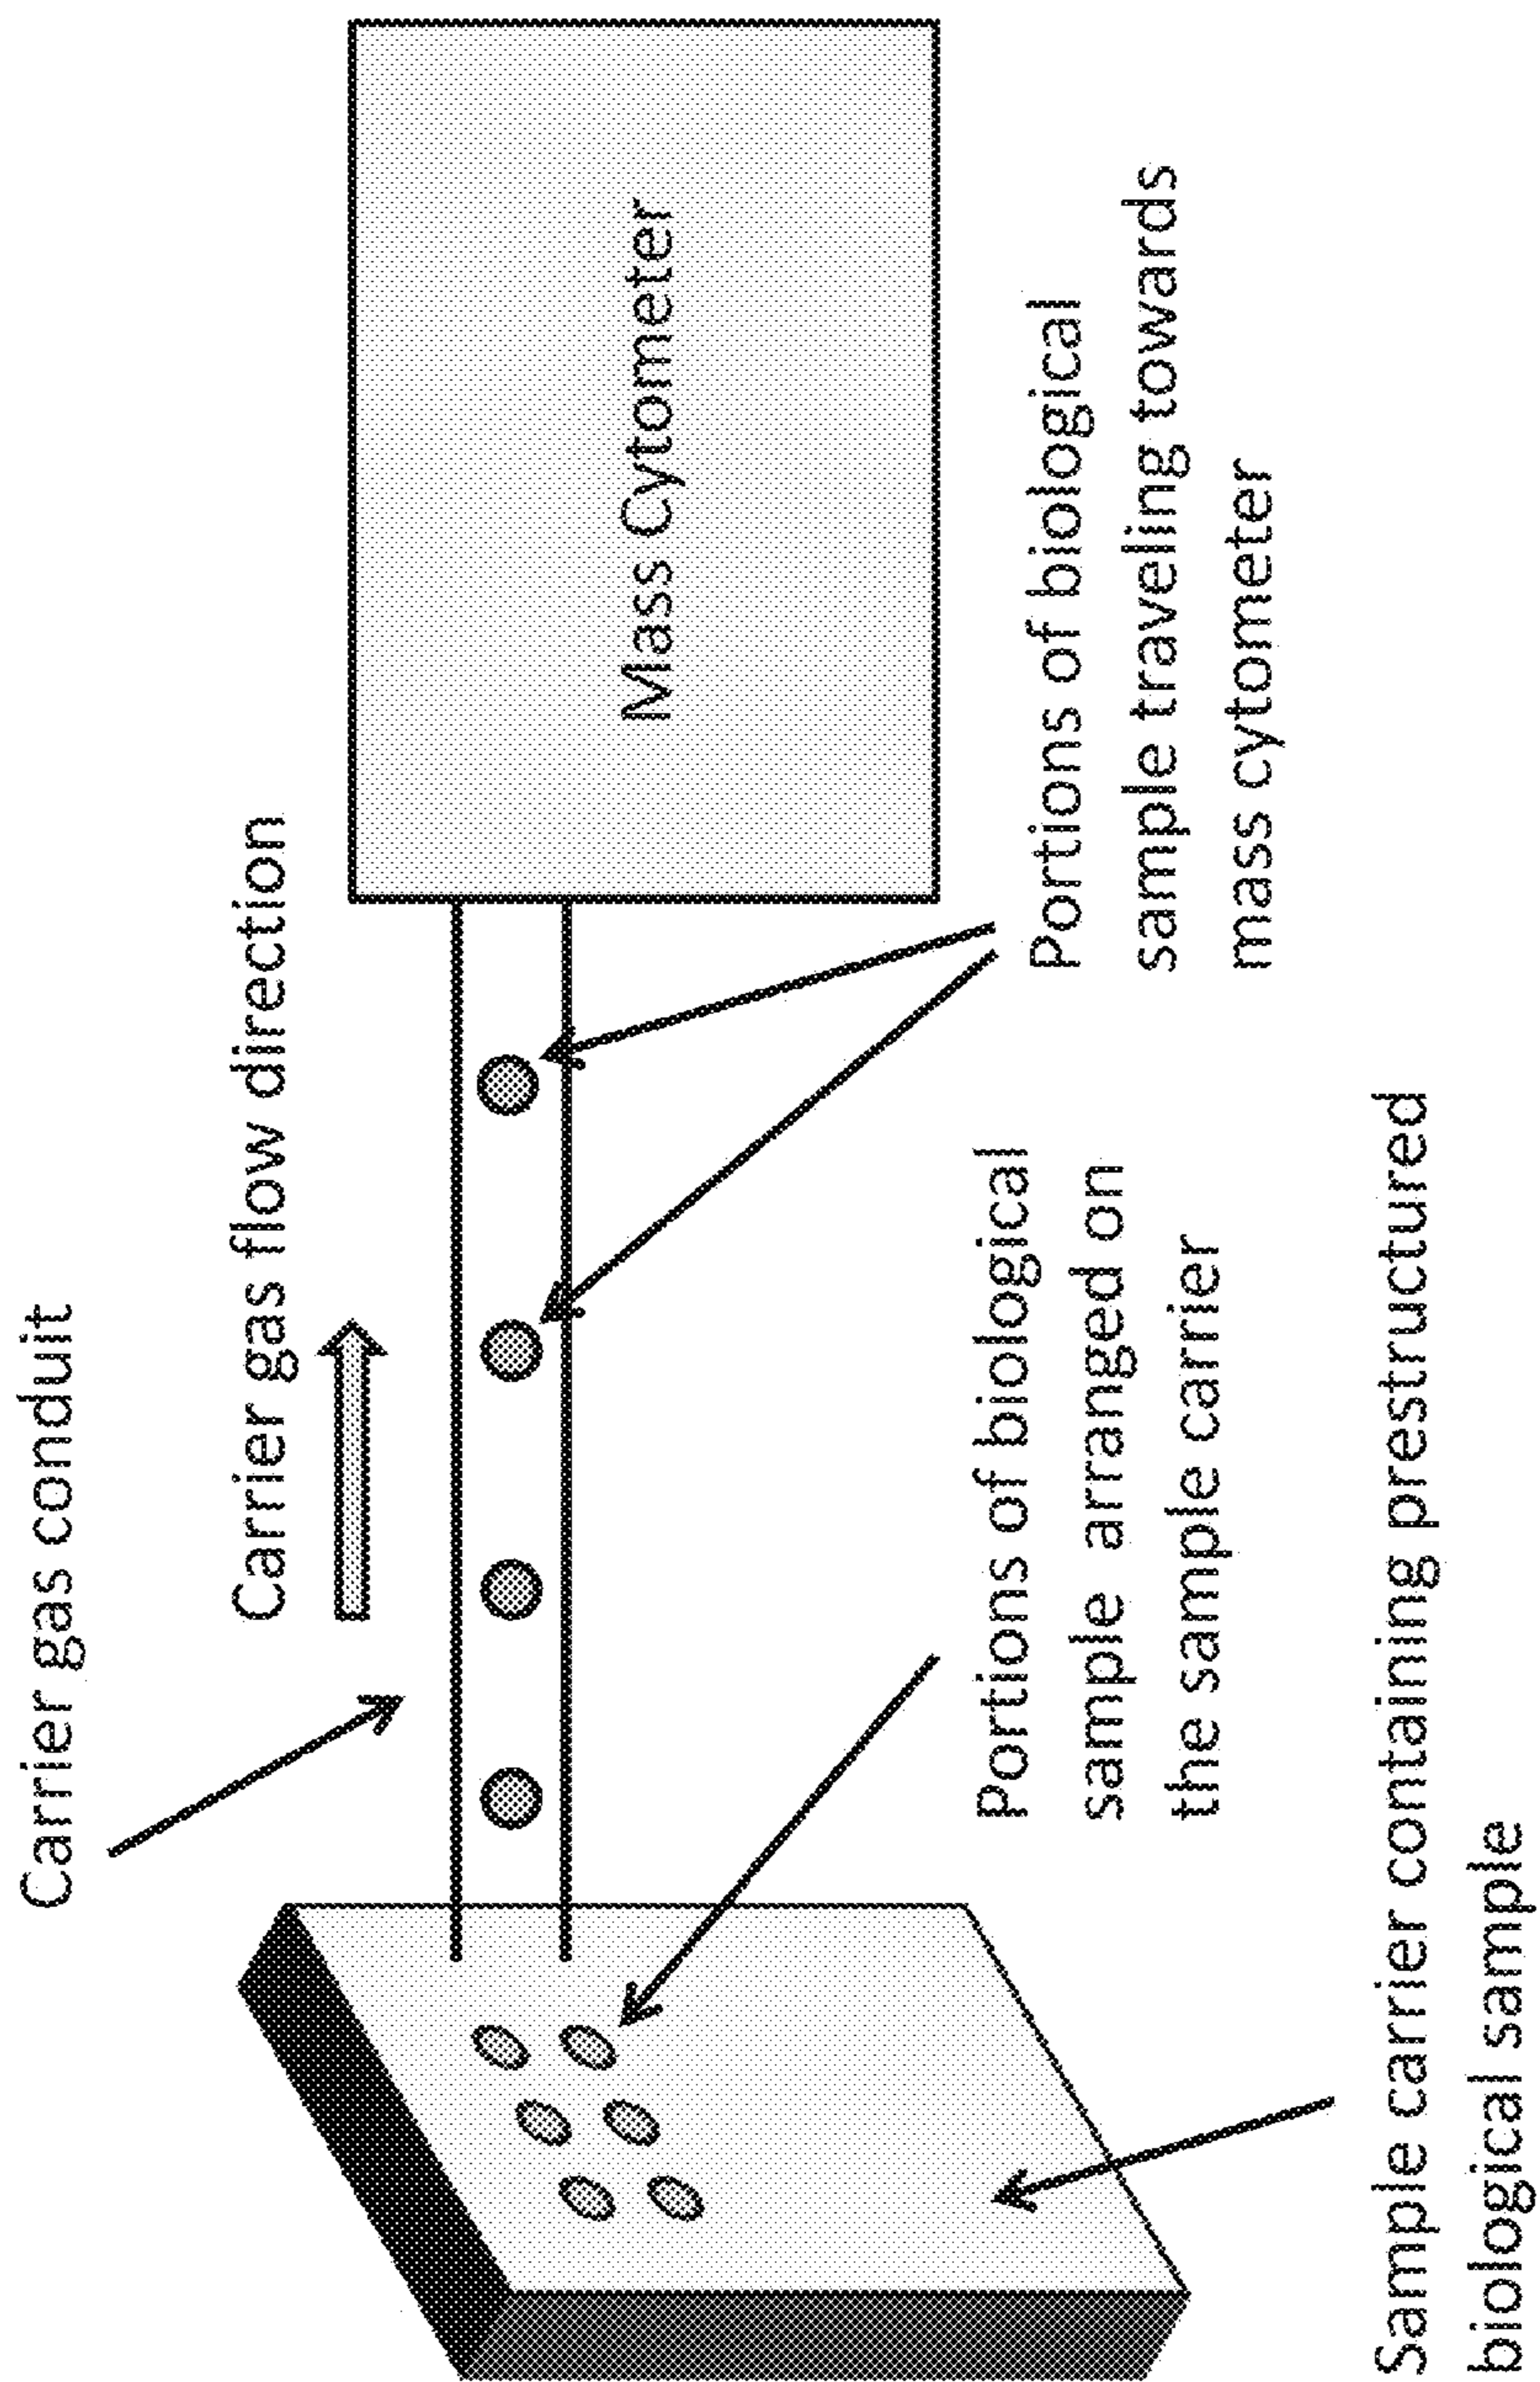 Carrier gas conduit
Carrier gas flow direction
Mass Cytometer
Portions of biological
sample traveling towards
mass cytometer
Portions of biological
sample arranged on
the sample carrier
Sample carrier containing prestructured
biological sample